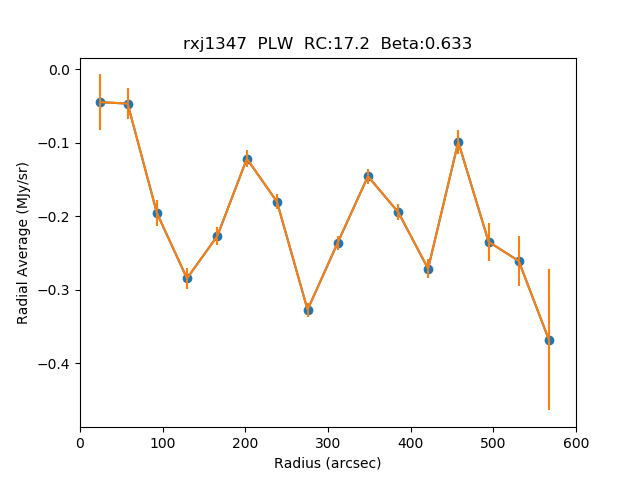 rxj1347 PLW RC:17.2 Beta:0.633
0.0
−0.1
−0.2
−0.3
−0.4
Radial Average (MJy/sr)
0 100 200 300 400 500 600
Radius (arcsec)